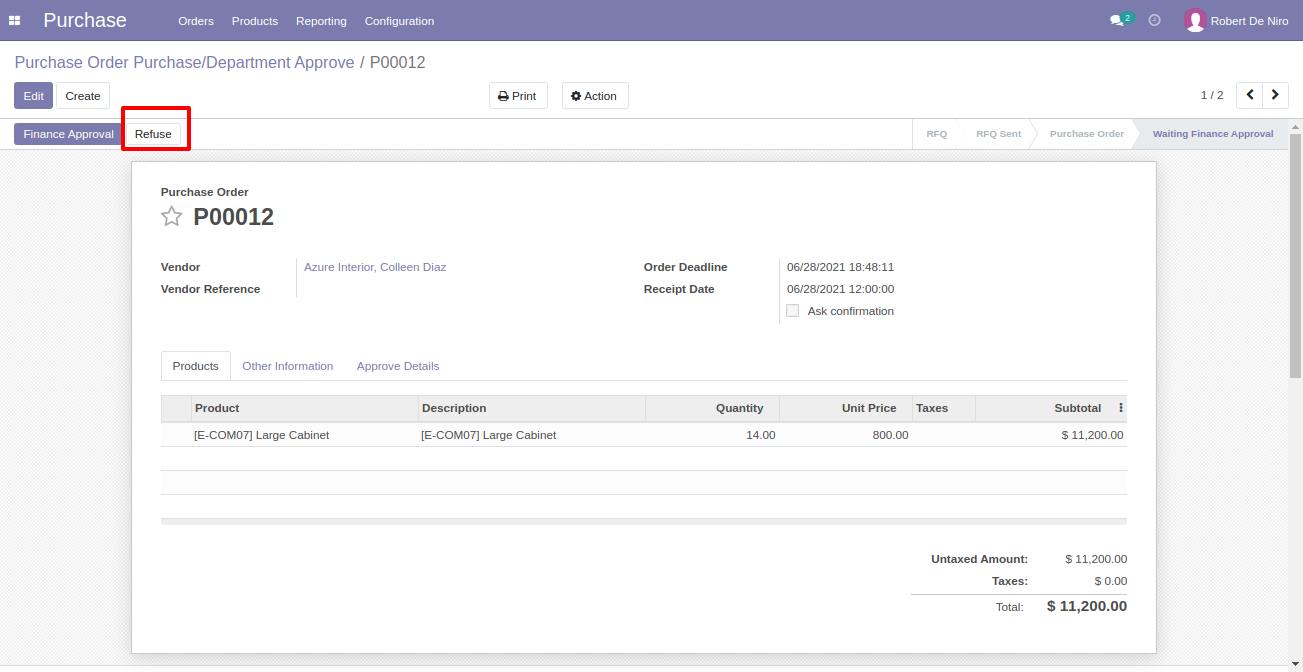 Purchase Orders Products Reporting Configuration 2 Robert De Niro
Purchase Order Purchase/Department Approve / P00012
Edit Create Print Action 1 / 2
Finance Approval Refuse RFQ RFQ Sent Purchase Order Waiting Finance Approval
Purchase Order
P00012
Vendor Azure Interior, Colleen Diaz Order Deadline 06/28/2021 18:48:11
Vendor Reference Receipt Date 06/28/2021 12:00:00
Ask confirmation
Products Other Information Approve Details
Product Description Quantity Unit Price Taxes Subtotal
[E-COM07] Large Cabinet [E-COM07] Large Cabinet 14.00 800.00 $ 11,200.00
Untaxed Amount: $ 11,200.00
Taxes: $ 0.00
Total: $ 11,200.00